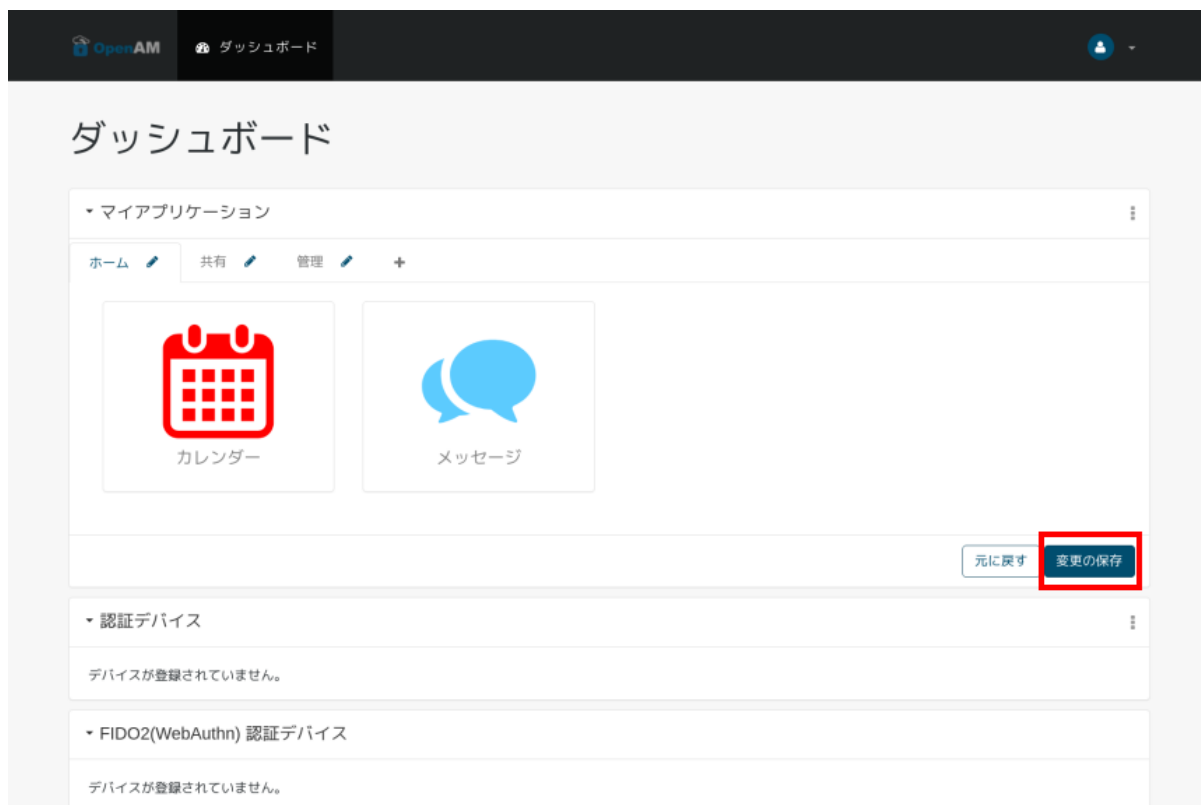 OpenAM ダッシュボード
ダッシュボード
マイアプリケーション
ホーム 共有 管理 +
カレンダー メッセージ
元に戻す 変更の保存
認証デバイス
デバイスが登録されていません。
FIDO2(WebAuthn) 認証デバイス
デバイスが登録されていません。